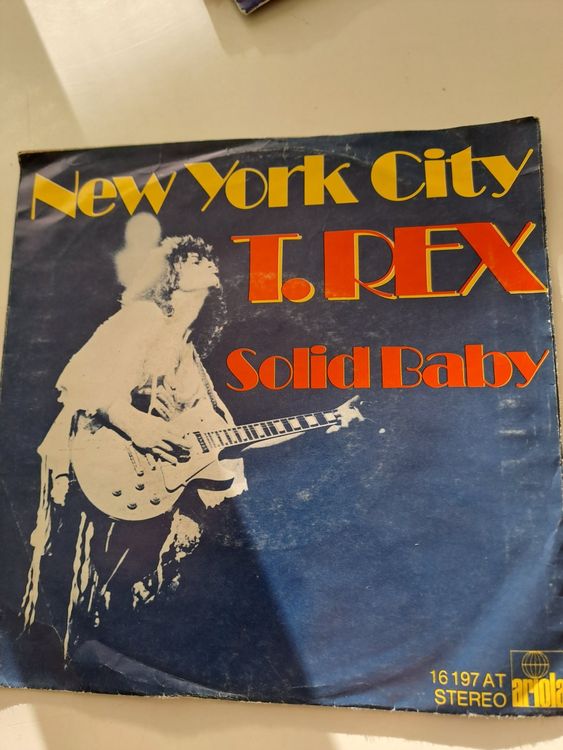 New York City
T.REX
Solid Baby
16 197 AT
STEREO
ariola